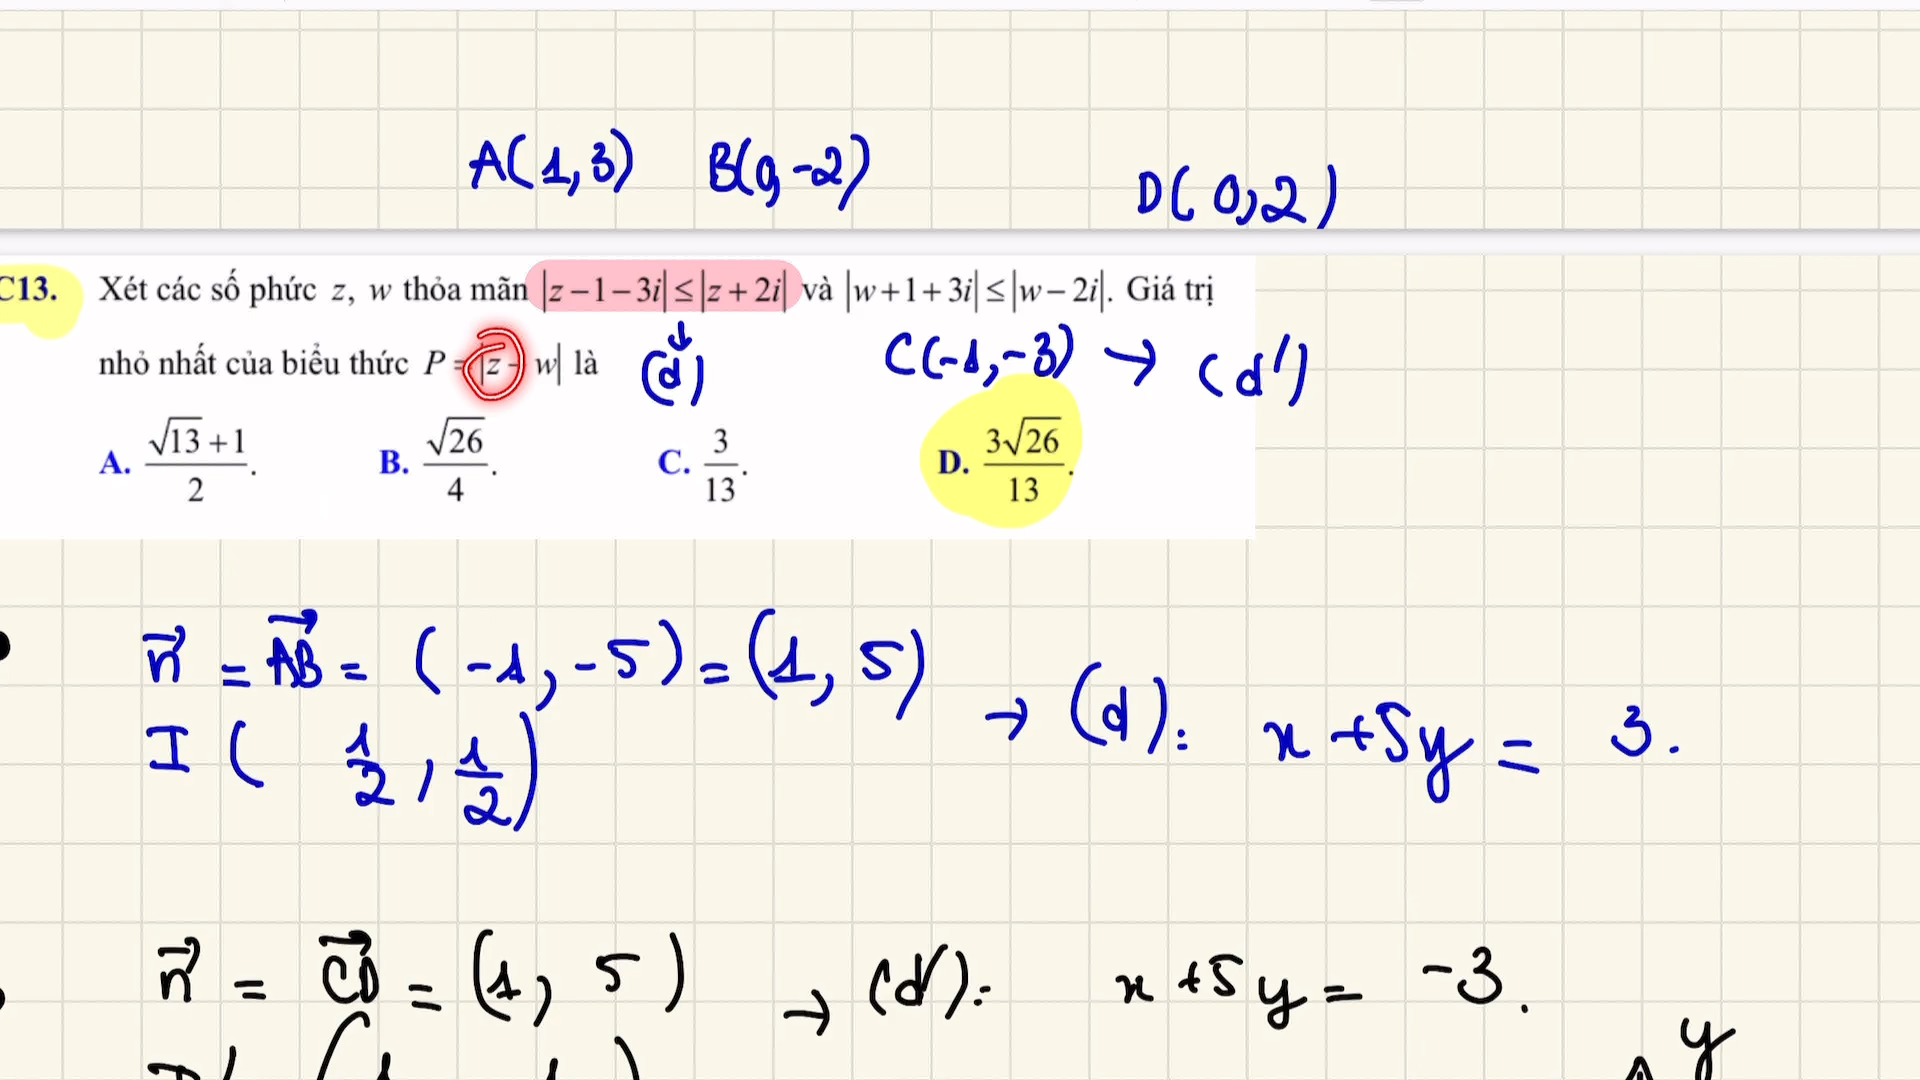 A(1,3) B(0,-2) D(0,2)
C13. Xét các số phức z, w thỏa mãn |z-1-3i| ≤ |z+2i| và |w+1+3i| ≤ |w-2i|. Giá trị
nhỏ nhất của biểu thức P = |z - w| là
(d) C(-1,-3) → (d')
A. (√13+1)/2. B. √26/4. C. 3/13. D. 3√26/13.
n⃗ = AB⃗ = (-1,-5) = (1,5)
I(1/2, 1/2) → (d): x+5y = 3.
n⃗ = CD⃗ = (1, 5) → (d'): x+5y = -3.
y